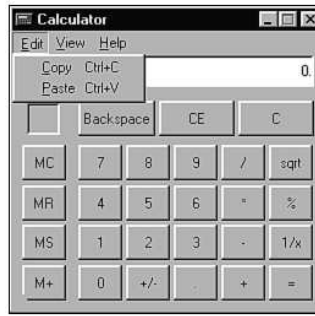 Calculator
Edit View Help
Copy Ctrl+C
0.
Paste Ctrl+V
Backspace CE C
MC 7 8 9 / sqrt
MR 4 5 6 * %
MS 1 2 3 - 1/x
M+ 0 +/- . + =